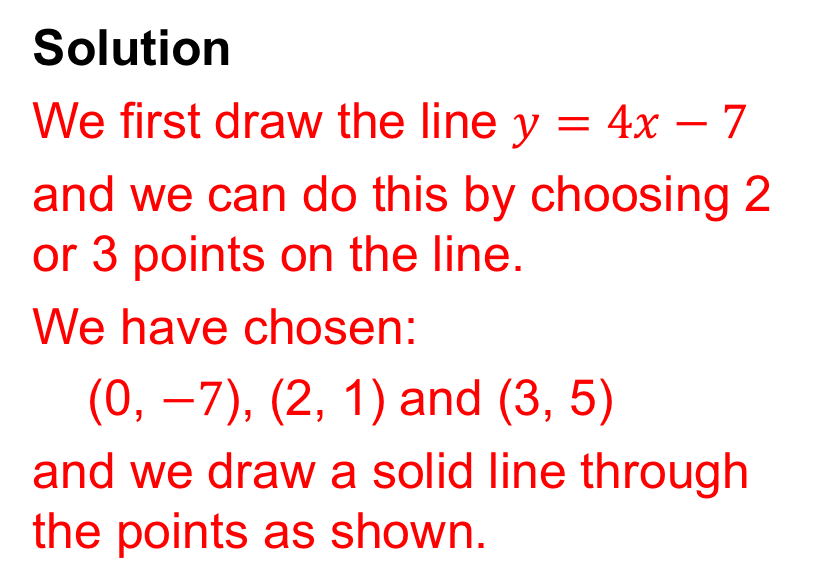 Solution
We first draw the line y = 4x − 7
and we can do this by choosing 2
or 3 points on the line.
We have chosen:
(0, −7), (2, 1) and (3, 5)
and we draw a solid line through
the points as shown.